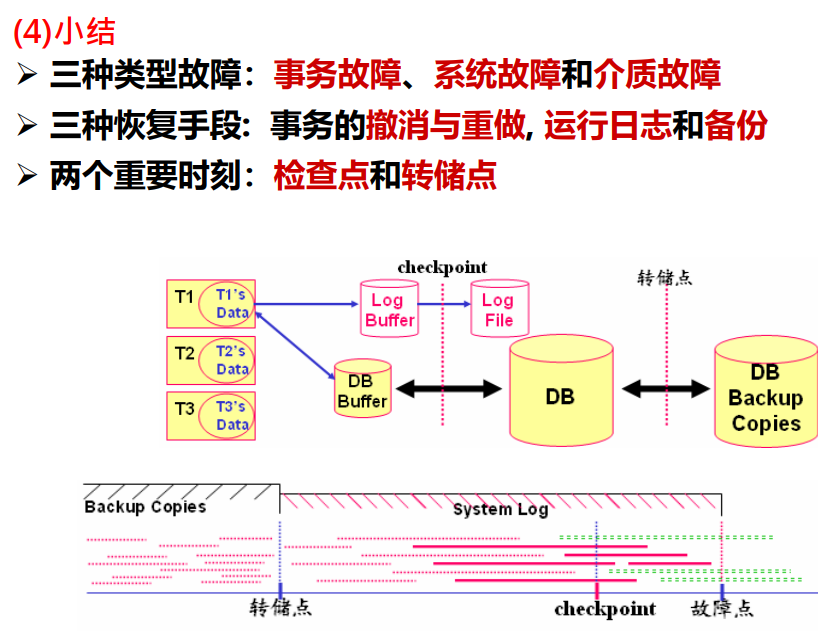 (4)小结
➢ 三种类型故障：事务故障、系统故障和介质故障
➢ 三种恢复手段: 事务的撤消与重做, 运行日志和备份
➢ 两个重要时刻：检查点和转储点
checkpoint
转储点
T1
T1's
Data
Log
Buffer
Log
File
T2
T2's
Data
DB
Buffer
DB
DB
Backup
Copies
T3
T3's
Data
Backup Copies
System Log
转储点
checkpoint
故障点